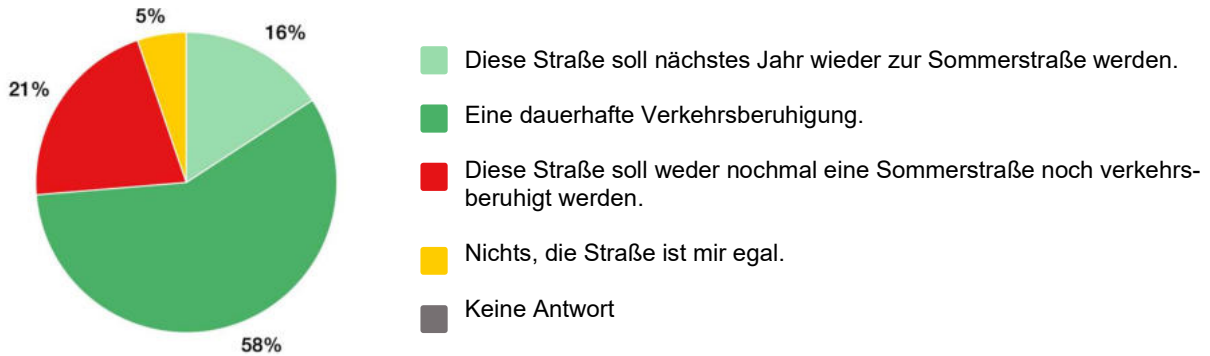 5%
16%
21%
58%
Diese Straße soll nächstes Jahr wieder zur Sommerstraße werden.
Eine dauerhafte Verkehrsberuhigung.
Diese Straße soll weder nochmal eine Sommerstraße noch verkehrs-
beruhigt werden.
Nichts, die Straße ist mir egal.
Keine Antwort